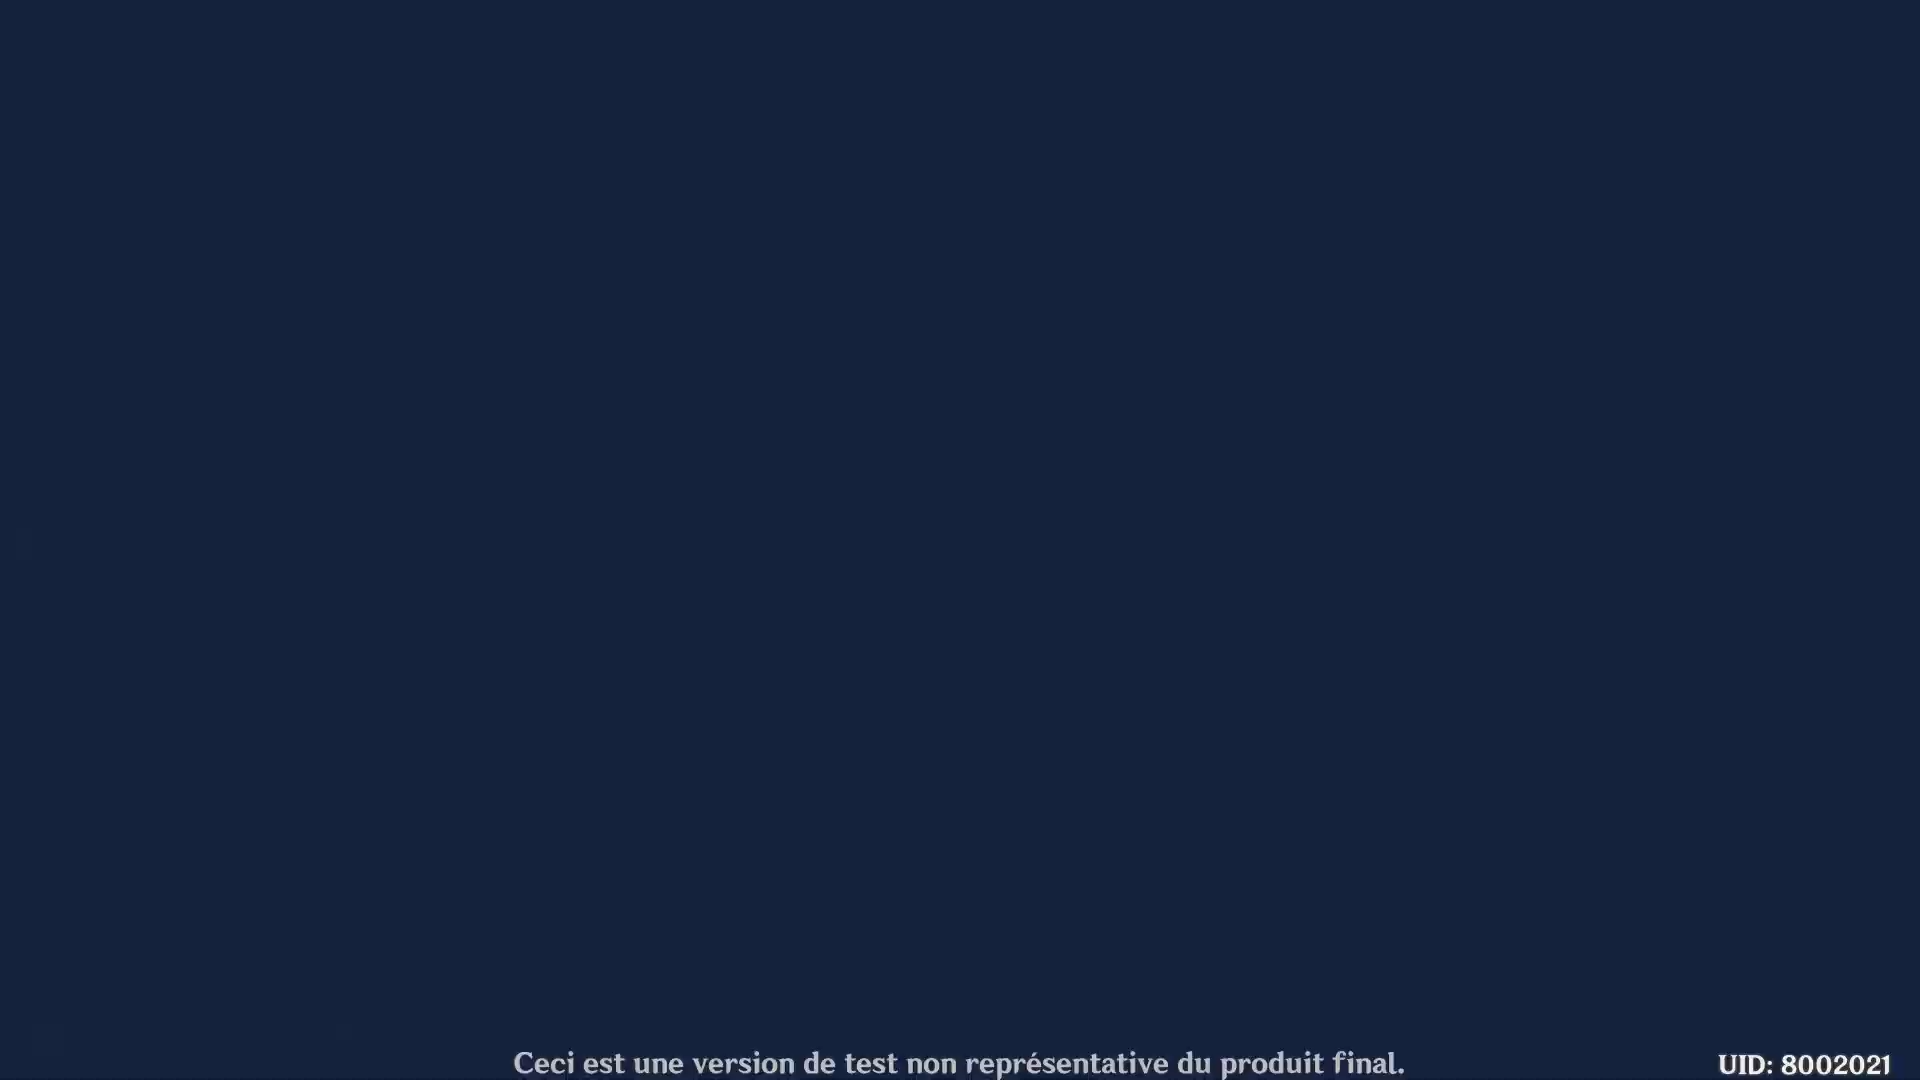 Ceci est une version de test non représentative du produit final.
UID: 8002021